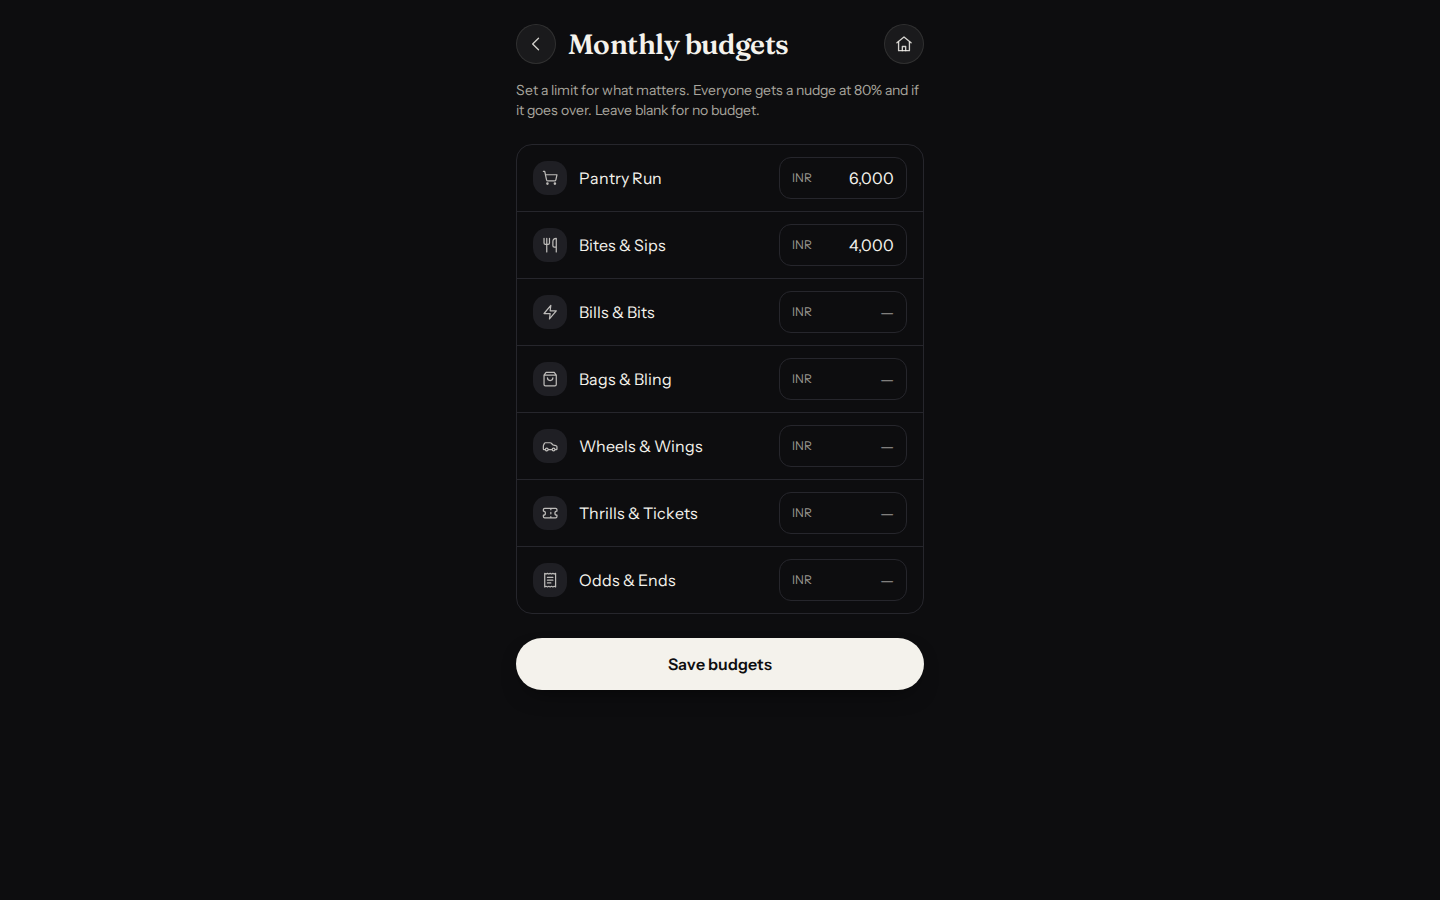 Monthly budgets
Set a limit for what matters. Everyone gets a nudge at 80% and if
it goes over. Leave blank for no budget.
Pantry Run INR 6,000
Bites & Sips INR 4,000
Bills & Bits INR —
Bags & Bling INR —
Wheels & Wings INR —
Thrills & Tickets INR —
Odds & Ends INR —
Save budgets